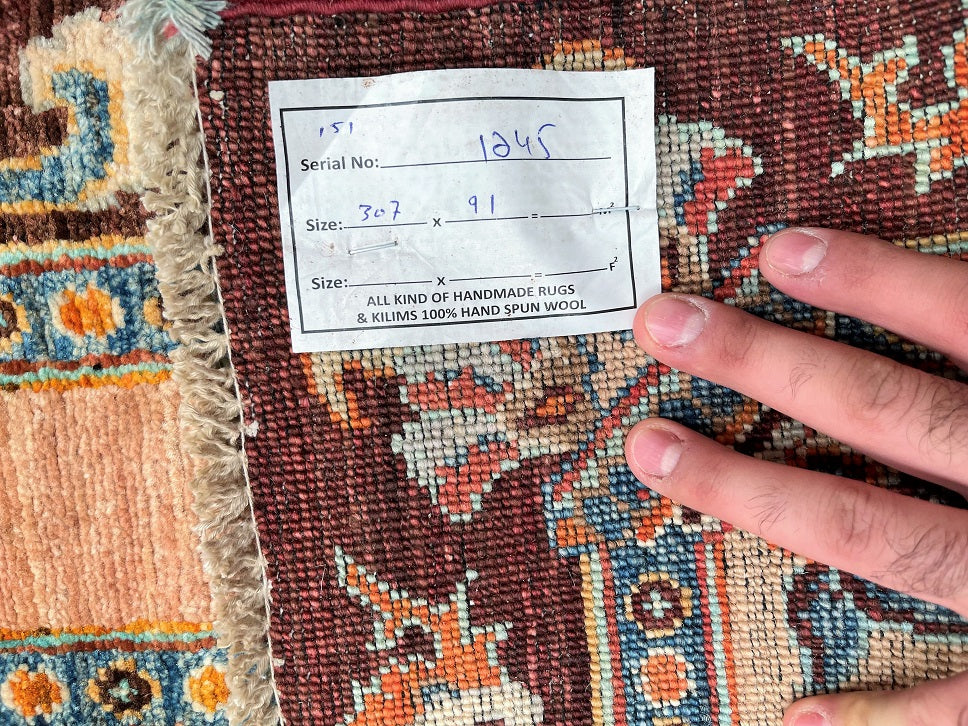 151
Serial No: 1245
Size: 307 x 91 = m²
Size: x = F²
ALL KIND OF HANDMADE RUGS
& KILIMS 100% HAND SPUN WOOL